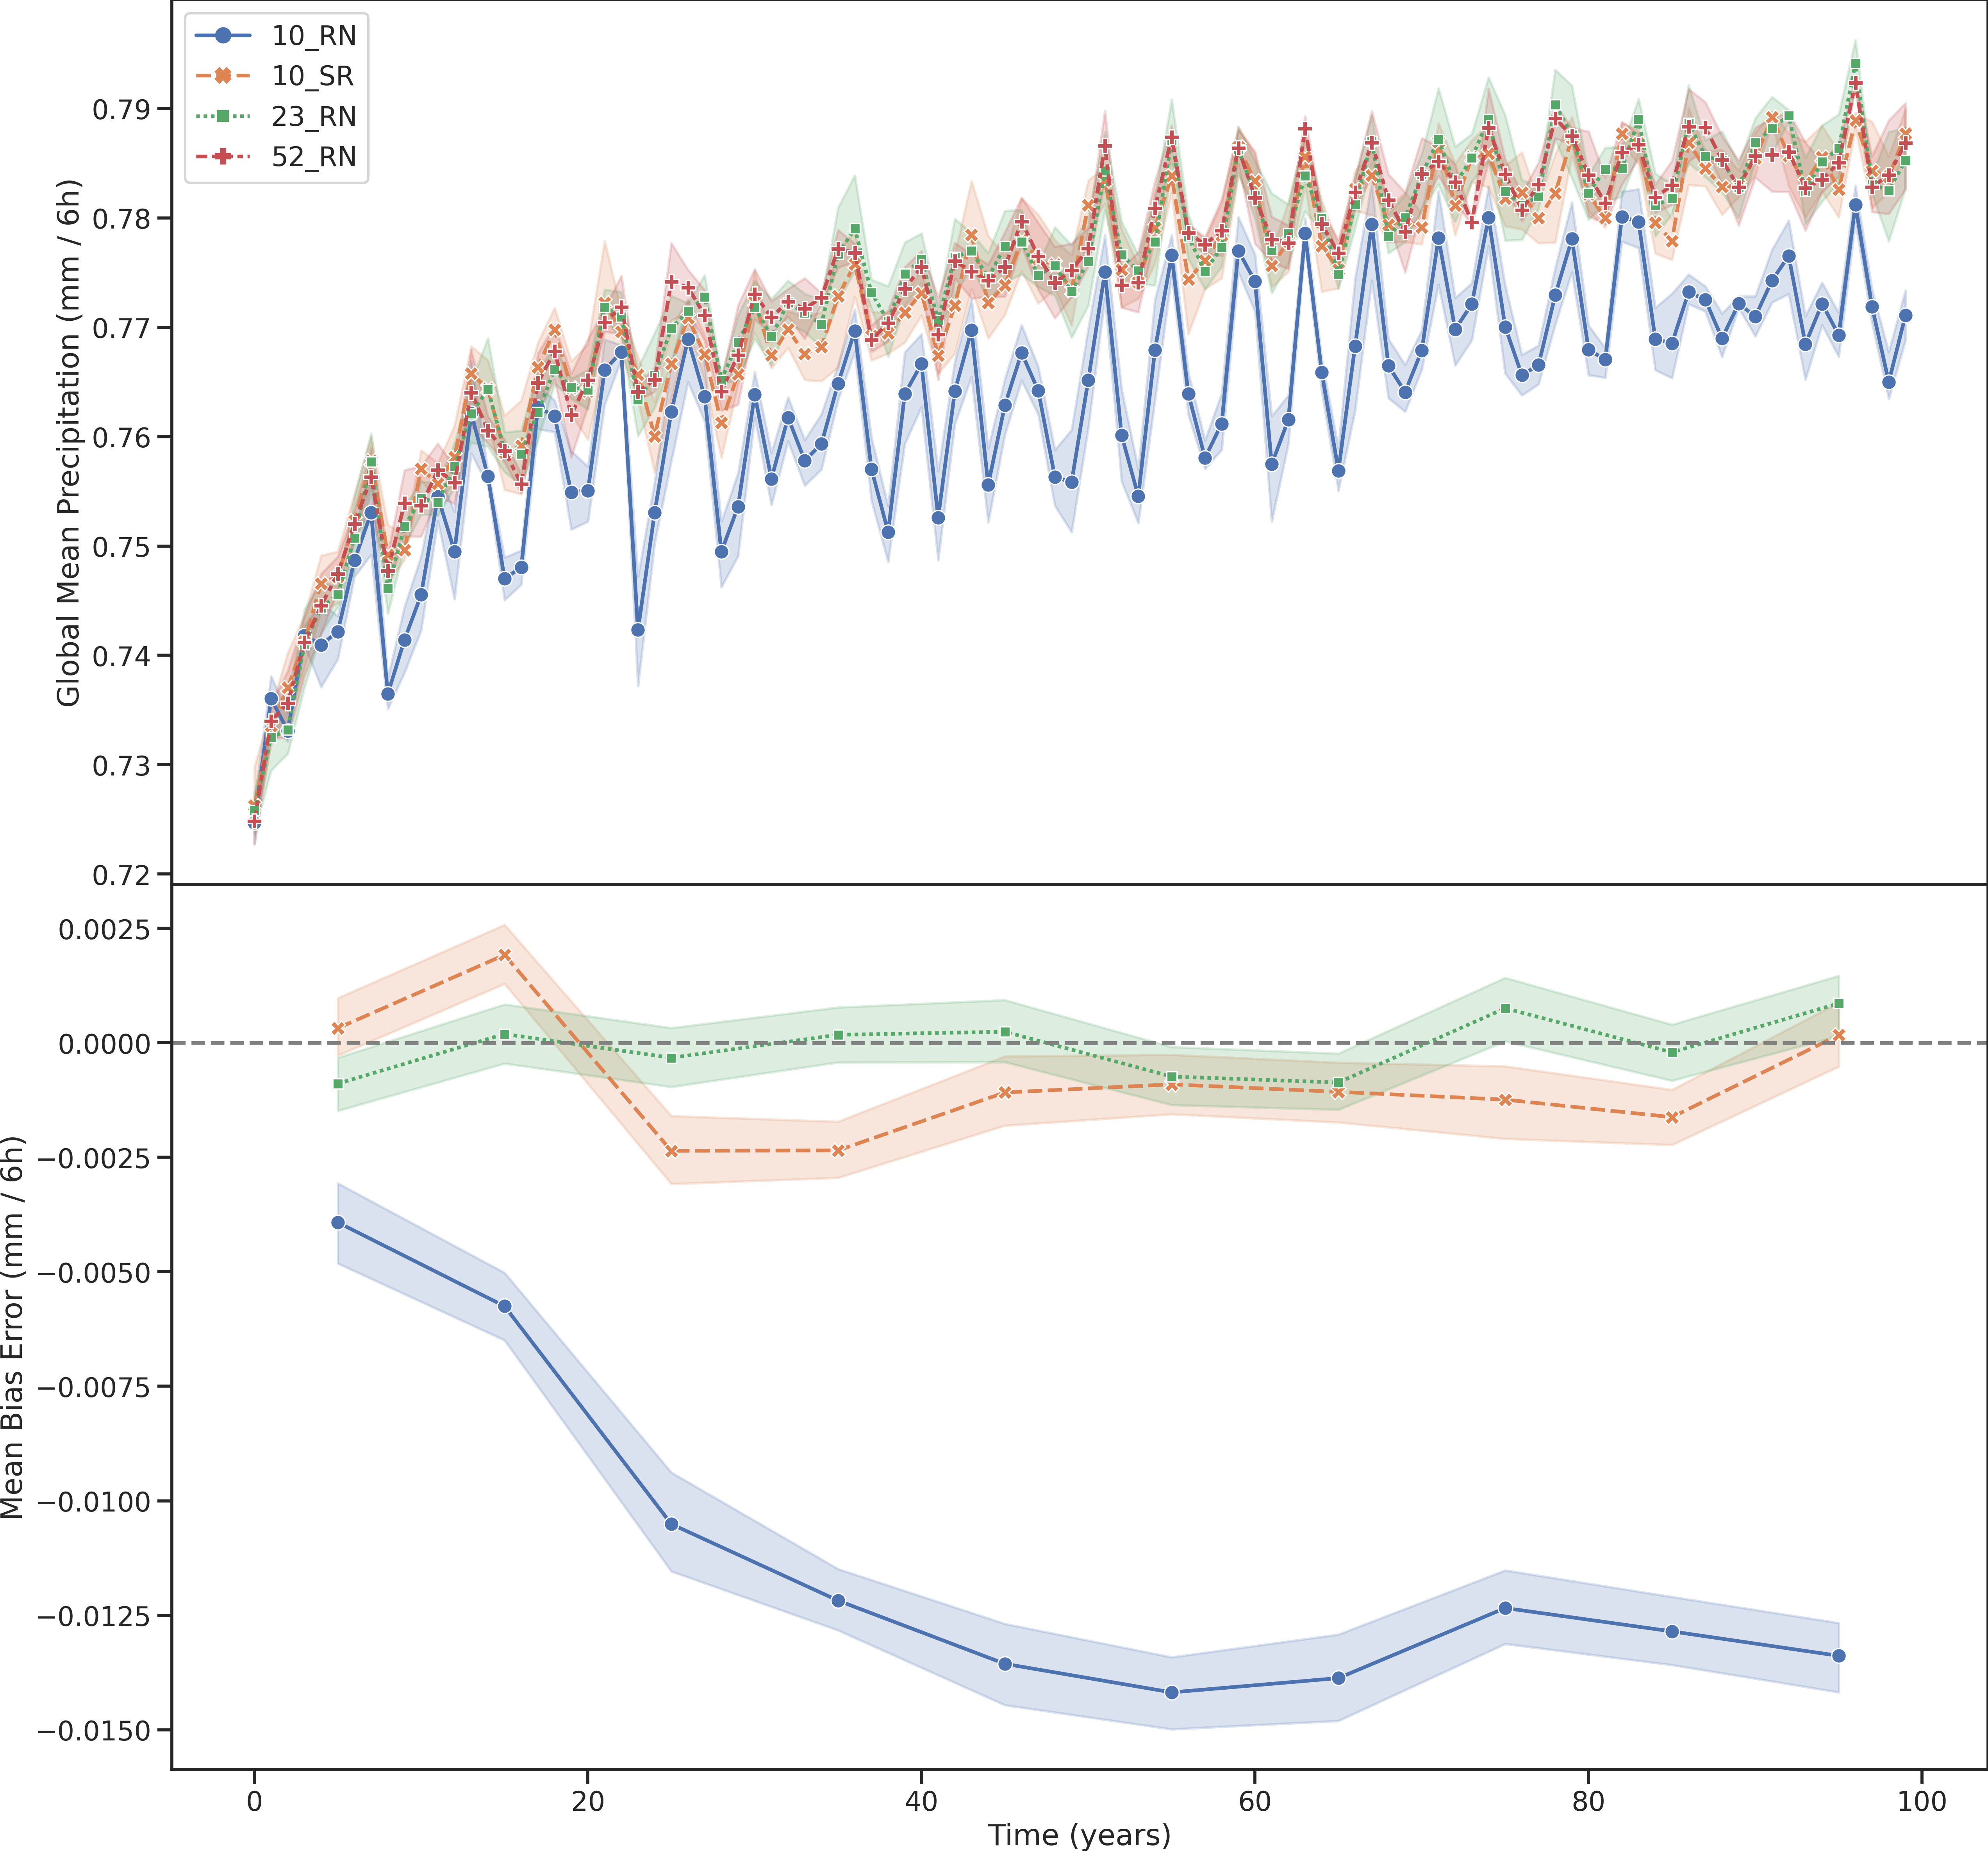 10_RN
10_SR
23_RN
52_RN
Global Mean Precipitation (mm / 6h)
0.79
0.78
0.77
0.76
0.75
0.74
0.73
0.72
Mean Bias Error (mm / 6h)
0.0025
0.0000
−0.0025
−0.0050
−0.0075
−0.0100
−0.0125
−0.0150
0 20 40 60 80 100
Time (years)